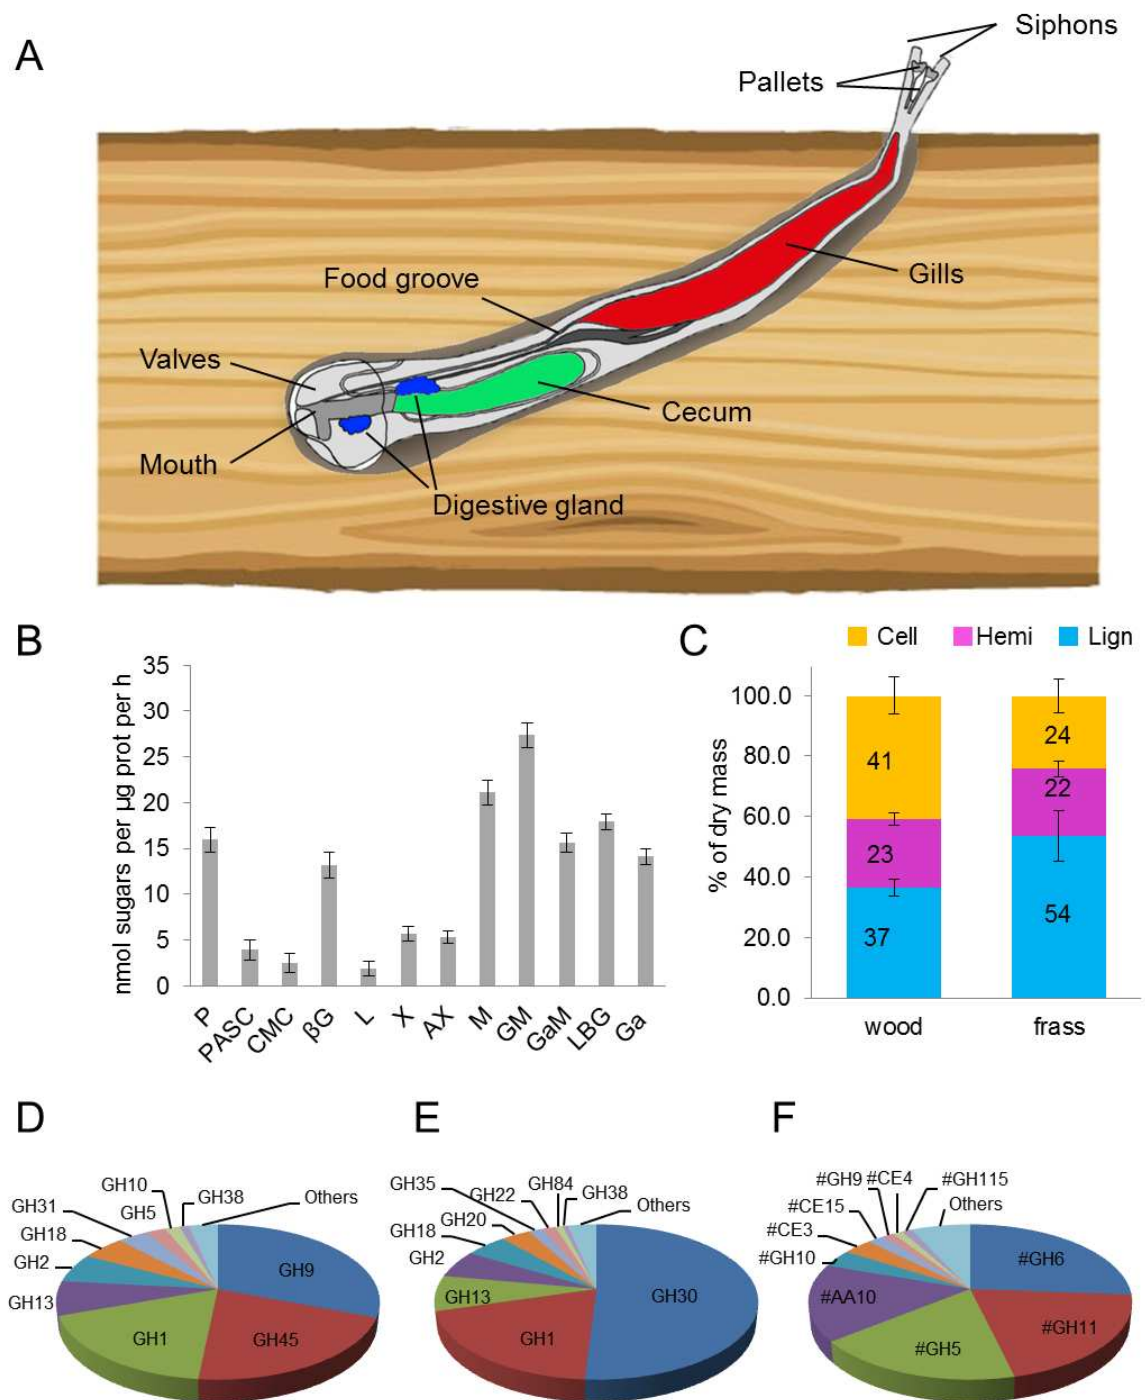 A
Siphons
Pallets
Gills
Food groove
Valves
Cecum
Mouth
Digestive gland
B
nmol sugars per µg prot per h
35
30
25
20
15
10
5
0
P
PASC
CMC
βG
L
X
AX
M
GM
GaM
LBG
Ga
C
Cell Hemi Lign
% of dry mass
100.0
80.0
60.0
40.0
20.0
0.0
41
23
37
24
22
54
wood frass
D
GH10
GH38
Others
GH31
GH5
GH18
GH2
GH13
GH9
GH1
GH45
E
GH35
GH22
GH84
GH38
Others
GH20
GH18
GH2
GH13
GH30
GH1
F
#GH9
#CE4
#GH115
Others
#CE15
#CE3
#GH10
#AA10
#GH6
#GH11
#GH5